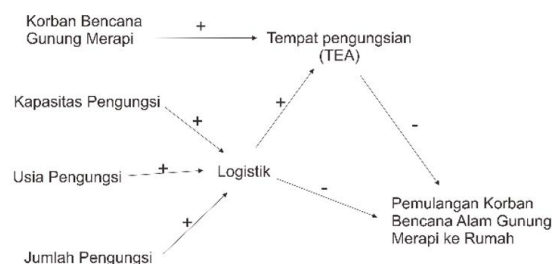 Korban Bencana
Gunung Merapi
+
Tempat pengungsian
(TEA)
Kapasitas Pengungsi
+
+
-
Usia Pengungsi
+
Logistik
-
Pemulangan Korban
Bencana Alam Gunung
Merapi ke Rumah
+
Jumlah Pengungsi